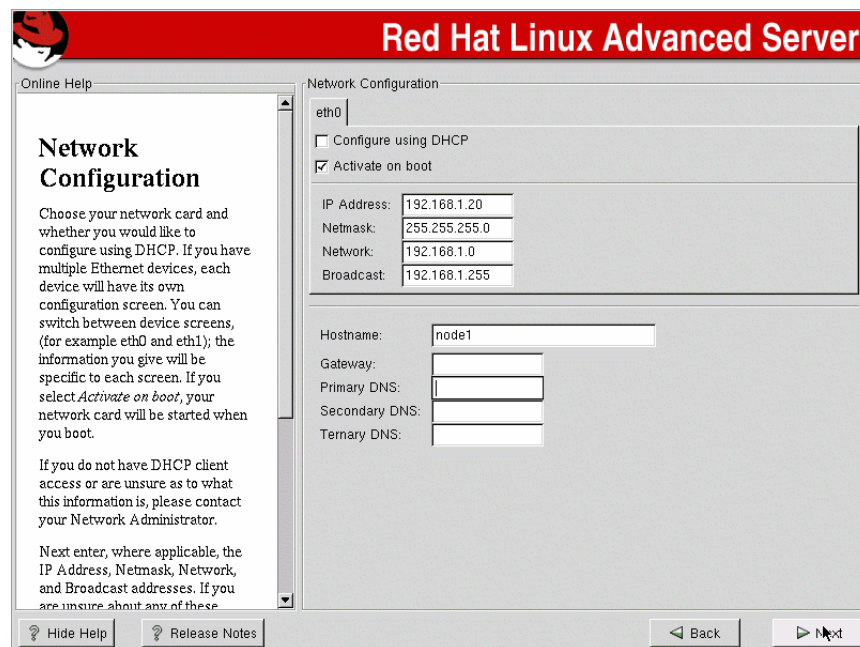 Red Hat Linux Advanced Server
Online Help
Network
Configuration
Choose your network card and
whether you would like to
configure using DHCP. If you have
multiple Ethernet devices, each
device will have its own
configuration screen. You can
switch between device screens,
(for example eth0 and eth1); the
information you give will be
specific to each screen. If you
select Activate on boot, your
network card will be started when
you boot.
If you do not have DHCP client
access or are unsure as to what
this information is, please contact
your Network Administrator.
Next enter, where applicable, the
IP Address, Netmask, Network,
and Broadcast addresses. If you
are unsure about any of these
Network Configuration
eth0
Configure using DHCP
Activate on boot
IP Address: 192.168.1.20
Netmask: 255.255.255.0
Network: 192.168.1.0
Broadcast: 192.168.1.255
Hostname: node1
Gateway:
Primary DNS:
Secondary DNS:
Ternary DNS:
Hide Help
Release Notes
Back
Next